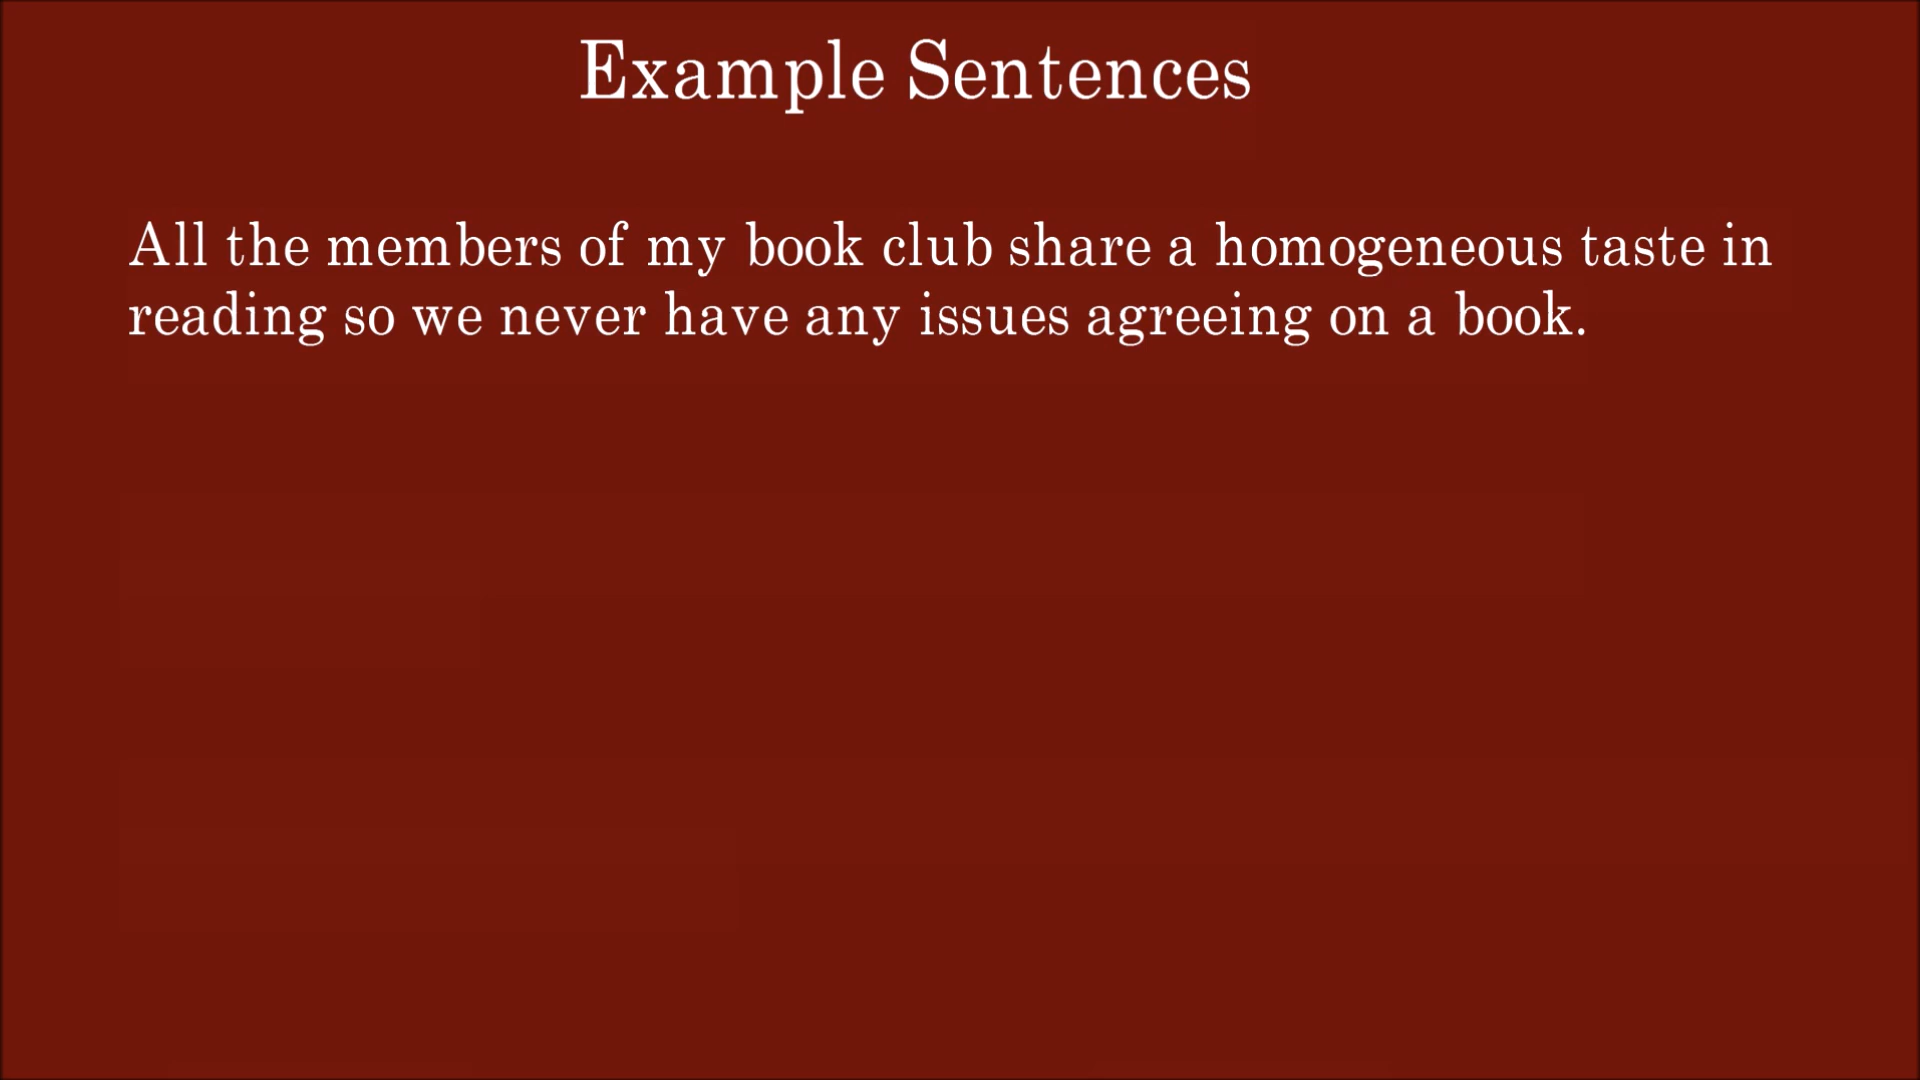 Example Sentences
All the members of my book club share a homogeneous taste in
reading so we never have any issues agreeing on a book.